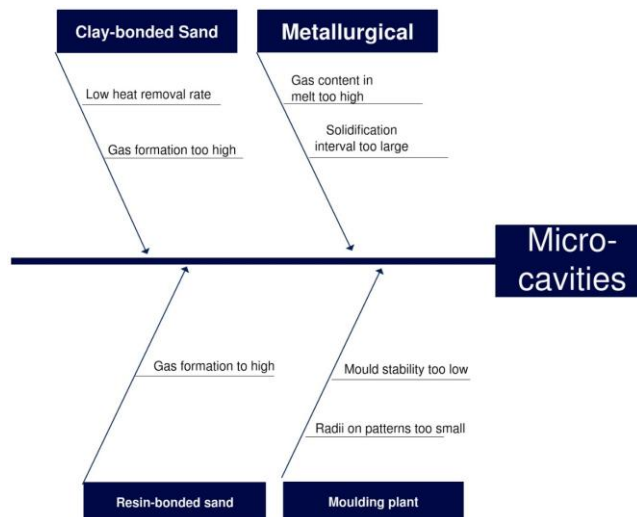 Clay-bonded Sand
Metallurgical
Low heat removal rate
Gas formation too high
Gas content in
melt too high
Solidification
interval too large
Micro-
cavities
Gas formation to high
Mould stability too low
Radii on patterns too small
Resin-bonded sand
Moulding plant